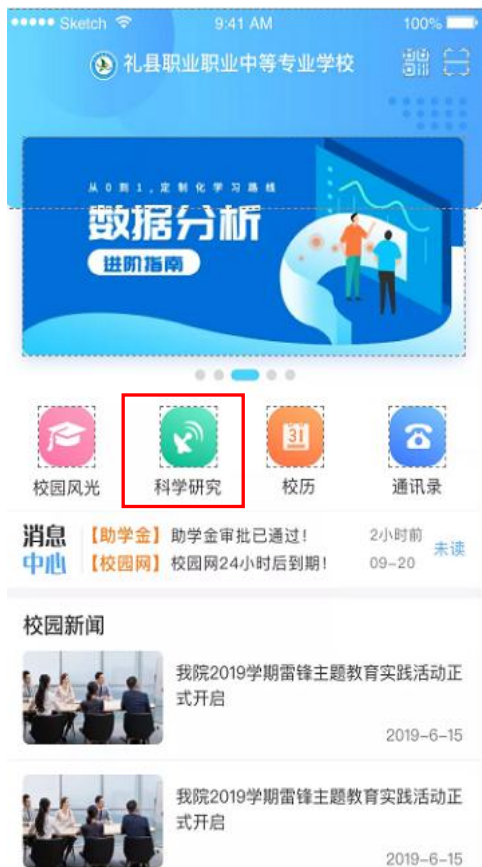 Sketch 9:41 AM 100%
礼县职业职业中等专业学校
从0到1,定制化学习路线
数据分析
进阶指南
校园风光 科学研究 31 校历 通讯录
消息 【助学金】助学金审批已通过! 2小时前 未读
中心 【校园网】校园网24小时后到期! 09-20
校园新闻
我院2019学期雷锋主题教育实践活动正
式开启
2019-6-15
我院2019学期雷锋主题教育实践活动正
式开启
2019-6-15